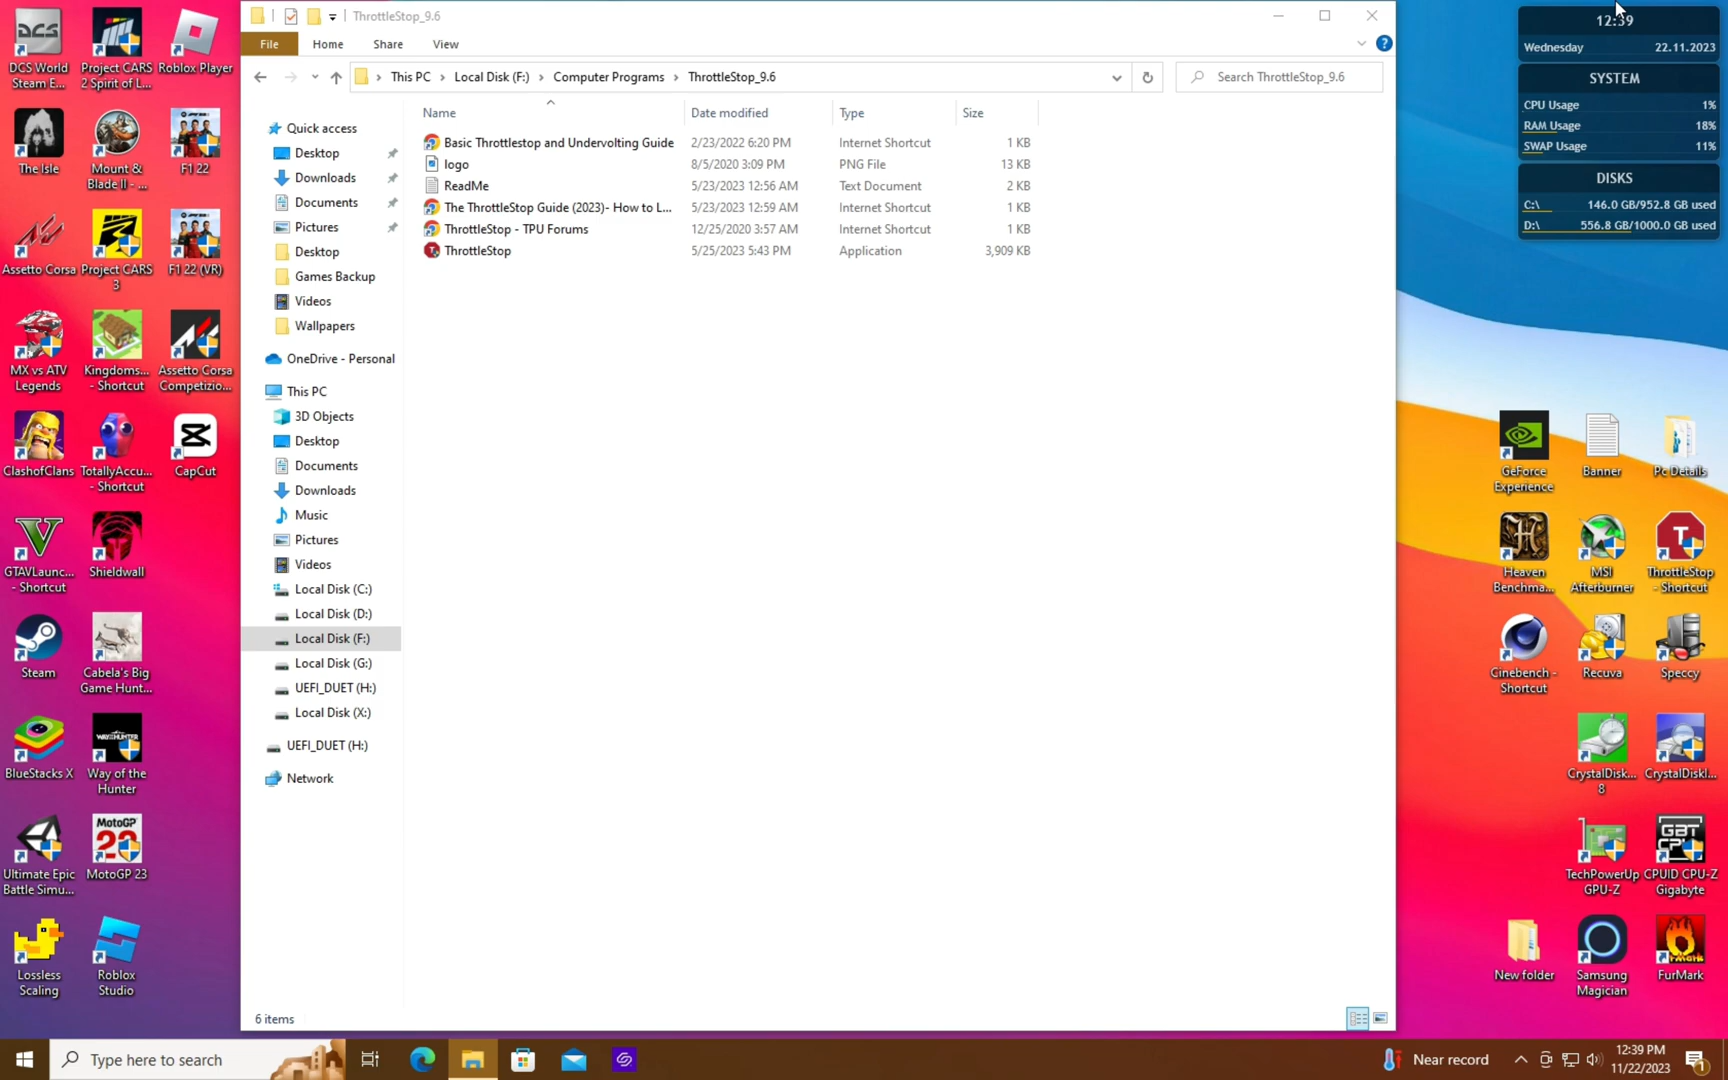 ThrottleStop_9.6
File
Home
Share
View
This PC
Local Disk (F:)
Computer Programs
ThrottleStop_9.6
Search ThrottleStop_9.6
Name
Date modified
Type
Size
Basic Throttlestop and Undervolting Guide 2/23/2022 6:20 PM Internet Shortcut 1 KB
logo 8/5/2020 3:09 PM PNG File 13 KB
ReadMe 5/23/2023 12:56 AM Text Document 2 KB
The ThrottleStop Guide (2023)- How to L... 5/23/2023 12:59 AM Internet Shortcut 1 KB
ThrottleStop - TPU Forums 12/25/2020 3:57 AM Internet Shortcut 1 KB
ThrottleStop 5/25/2023 5:43 PM Application 3,909 KB
Quick access
Desktop
Downloads
Documents
Pictures
Desktop
Games Backup
Videos
Wallpapers
OneDrive - Personal
This PC
3D Objects
Desktop
Documents
Downloads
Music
Pictures
Videos
Local Disk (C:)
Local Disk (D:)
Local Disk (F:)
Local Disk (G:)
UEFI_DUET (H:)
Local Disk (X:)
UEFI_DUET (H:)
Network
6 items
DCS
DCS World
Steam E...
Project CARS
2 Spirit of L...
Roblox Player
The Isle
Mount &
Blade II - ...
F1 22
Assetto Corsa
Project CARS
3
F1 22 (VR)
MX vs ATV
Legends
Kingdoms...
- Shortcut
Assetto Corsa
Competizio...
ClashofClans
TotallyAccu...
- Shortcut
CapCut
GTAVLaunc...
- Shortcut
Shieldwall
Steam
Cabela's Big
Game Hunt...
BlueStacks X
Way of the
Hunter
Ultimate Epic
Battle Simu...
MotoGP
23
MotoGP 23
Lossless
Scaling
Roblox
Studio
12:39
Wednesday 22.11.2023
SYSTEM
CPU Usage 1%
RAM Usage 18%
SWAP Usage 11%
DISKS
C:\ 146.0 GB/952.8 GB used
D:\ 556.8 GB/1000.0 GB used
GeForce
Experience
Banner
Pc Details
Heaven
Benchma...
MSI
Afterburner
T
ThrottleStop
- Shortcut
Cinebench -
Shortcut
Recuva
Speccy
CrystalDisk...
8
CrystalDiskI...
TechPowerUp
GPU-Z
GBT
CPU
CPUID CPU-Z
Gigabyte
New folder
Samsung
Magician
FurMark
Type here to search
Near record
12:39 PM
11/22/2023
1